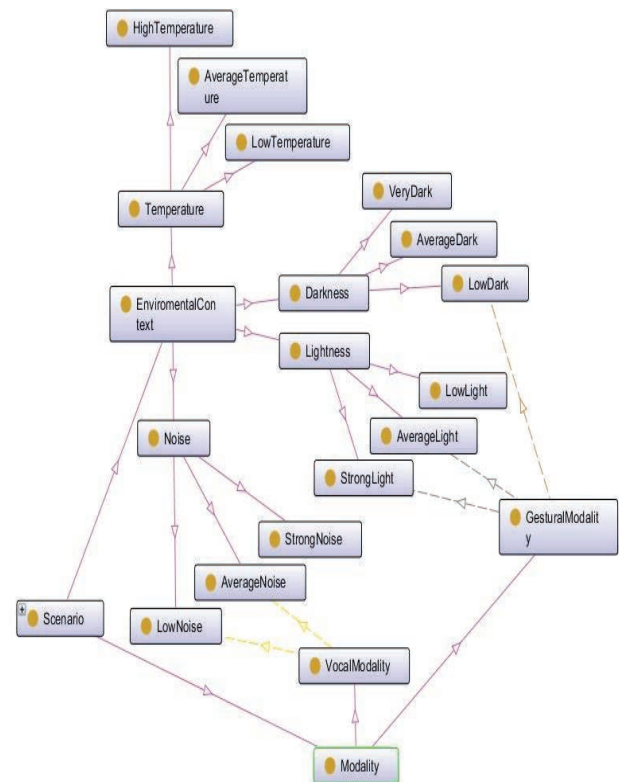 HighTemperature
AverageTemperat
ure
LowTemperature
Temperature
VeryDark
AverageDark
LowDark
Darkness
EnviromentalCon
text
Lightness
LowLight
AverageLight
StrongLight
Noise
GesturalModalit
y
StrongNoise
AverageNoise
LowNoise
Scenario
VocalModality
Modality